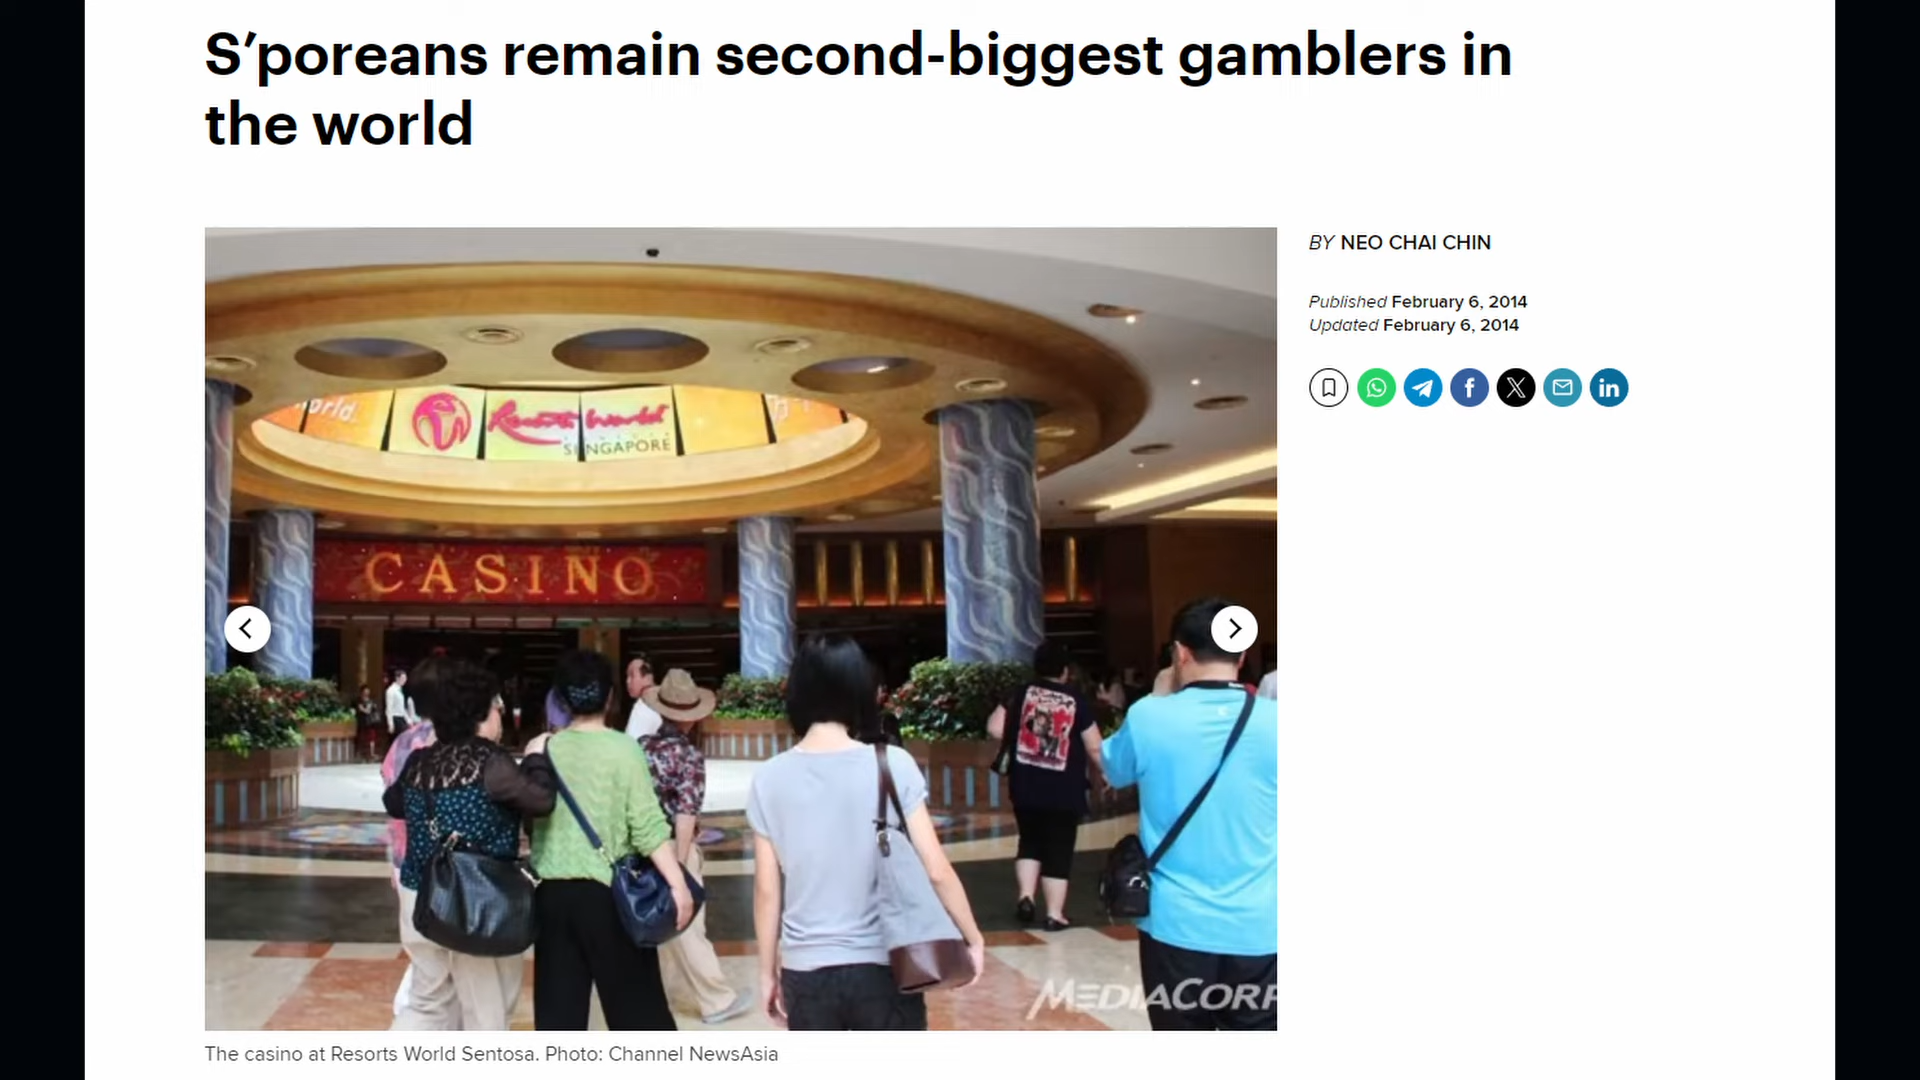 S’poreans remain second-biggest gamblers in
the world
BY NEO CHAI CHIN
Published February 6, 2014
Updated February 6, 2014
orld.
Resorts World
SINGAPORE
CASINO
MEDIACORP
The casino at Resorts World Sentosa. Photo: Channel NewsAsia